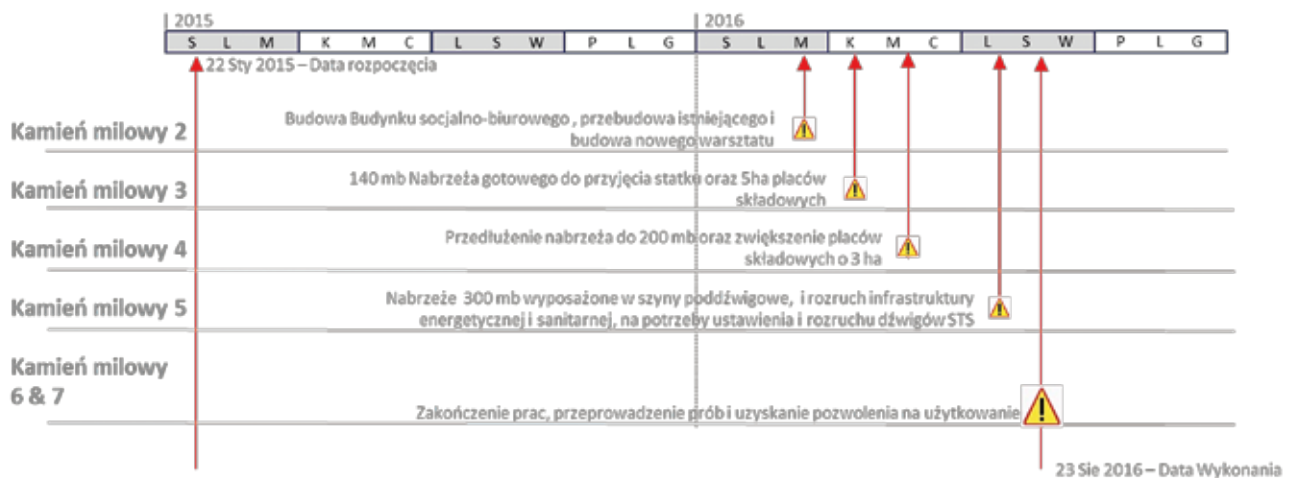 2015 2016
S L M K M C L S W P L G S L M K M C L S W P L G
22 Sty 2015 – Data rozpoczęcia
Kamień milowy 2
Budowa Budynku socjalno-biurowego , przebudowa istniejącego i
budowa nowego warsztatu
Kamień milowy 3
140 mb Nabrzeża gotowego do przyjęcia statku oraz 5ha placów
składowych
Kamień milowy 4
Przedłużenie nabrzeża do 200 mb oraz zwiększenie placów
składowych o 3 ha
Kamień milowy 5
Nabrzeże 300 mb wyposażone w szyny poddźwigowe, i rozruch infrastruktury
energetycznej i sanitarnej, na potrzeby ustawienia i rozruchu dźwigów STS
Kamień milowy
6 & 7
Zakończenie prac, przeprowadzenie prób i uzyskanie pozwolenia na użytkowanie
23 Sie 2016 – Data Wykonania